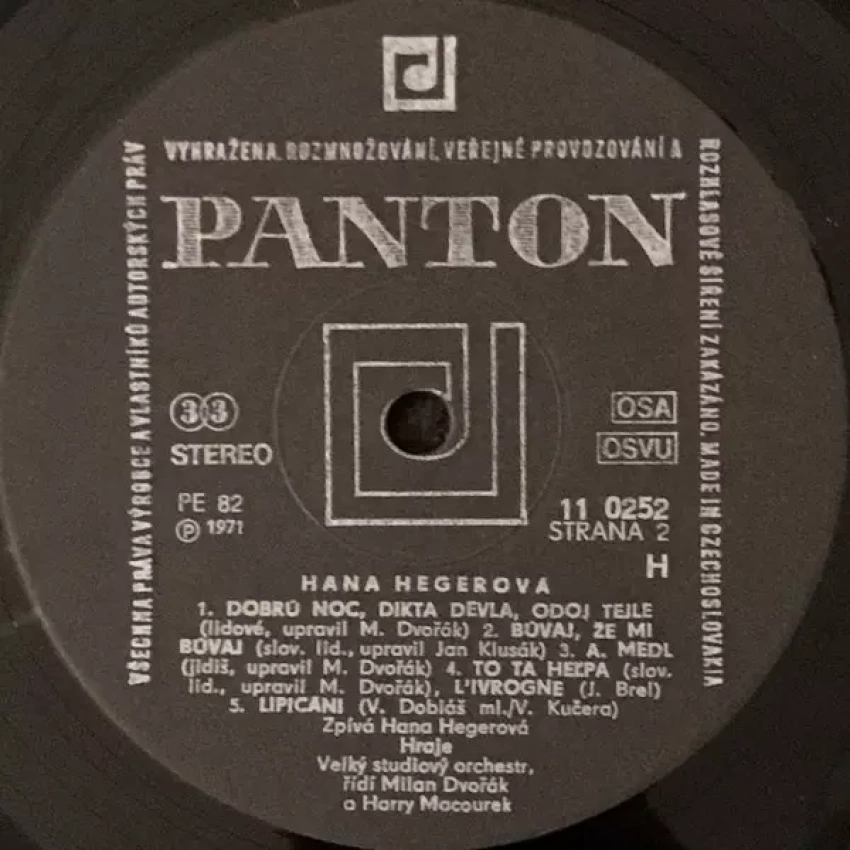 VYHRAŽENA. ROZMNOŽOVÁNÍ, VEŘEJNÉ PROVOZOVÁNÍ A
ROZHLASOVÉ ŠÍŘENÍ ZAKÁZÁNO. MADE IN CZECHOSLOVAKIA
VŠECHNA PRÁVA VÝROBCE A VLASTNÍKŮ AUTORSKÝCH PRÁV
PANTON
33
STEREO
PE 82
Ⓟ 1971
OSA
OSVU
11 0252
STRANA 2
H
HANA HEGEROVÁ
1. DOBRÚ NOC, DIKTA DEVLA, ODOJ TEJLE
(lidové, upravil M. Dvořák) 2. BÚVAJ, ŽE MI
BÚVAJ (slov. lid., upravil Jan Klusák) 3. A. MEDL
(jidiš, upravil M. Dvořák) 4. TO TA HEĽPA (slov.
lid., upravil M. Dvořák), L'IVROGNE (J. Brel)
5. LIPICÁNI (V. Dobiáš ml./V. Kučera)
Zpívá Hana Hegerová
Hraje
Velký studiový orchestr,
řídí Milan Dvořák
a Harry Macourek